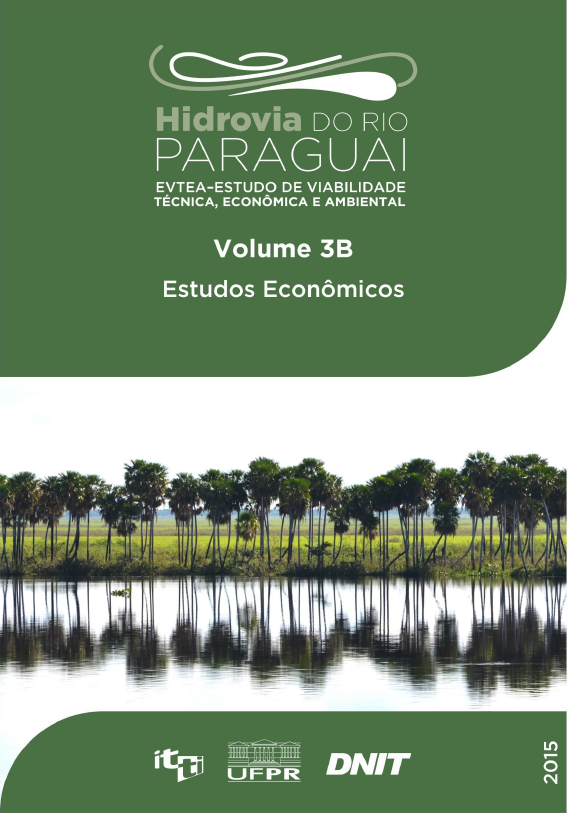 Hidrovia DO RIO
PARAGUAI
EVTEA-ESTUDO DE VIABILIDADE
TÉCNICA, ECONÔMICA E AMBIENTAL
Volume 3B
Estudos Econômicos
itti
UFPR
DNIT
2015